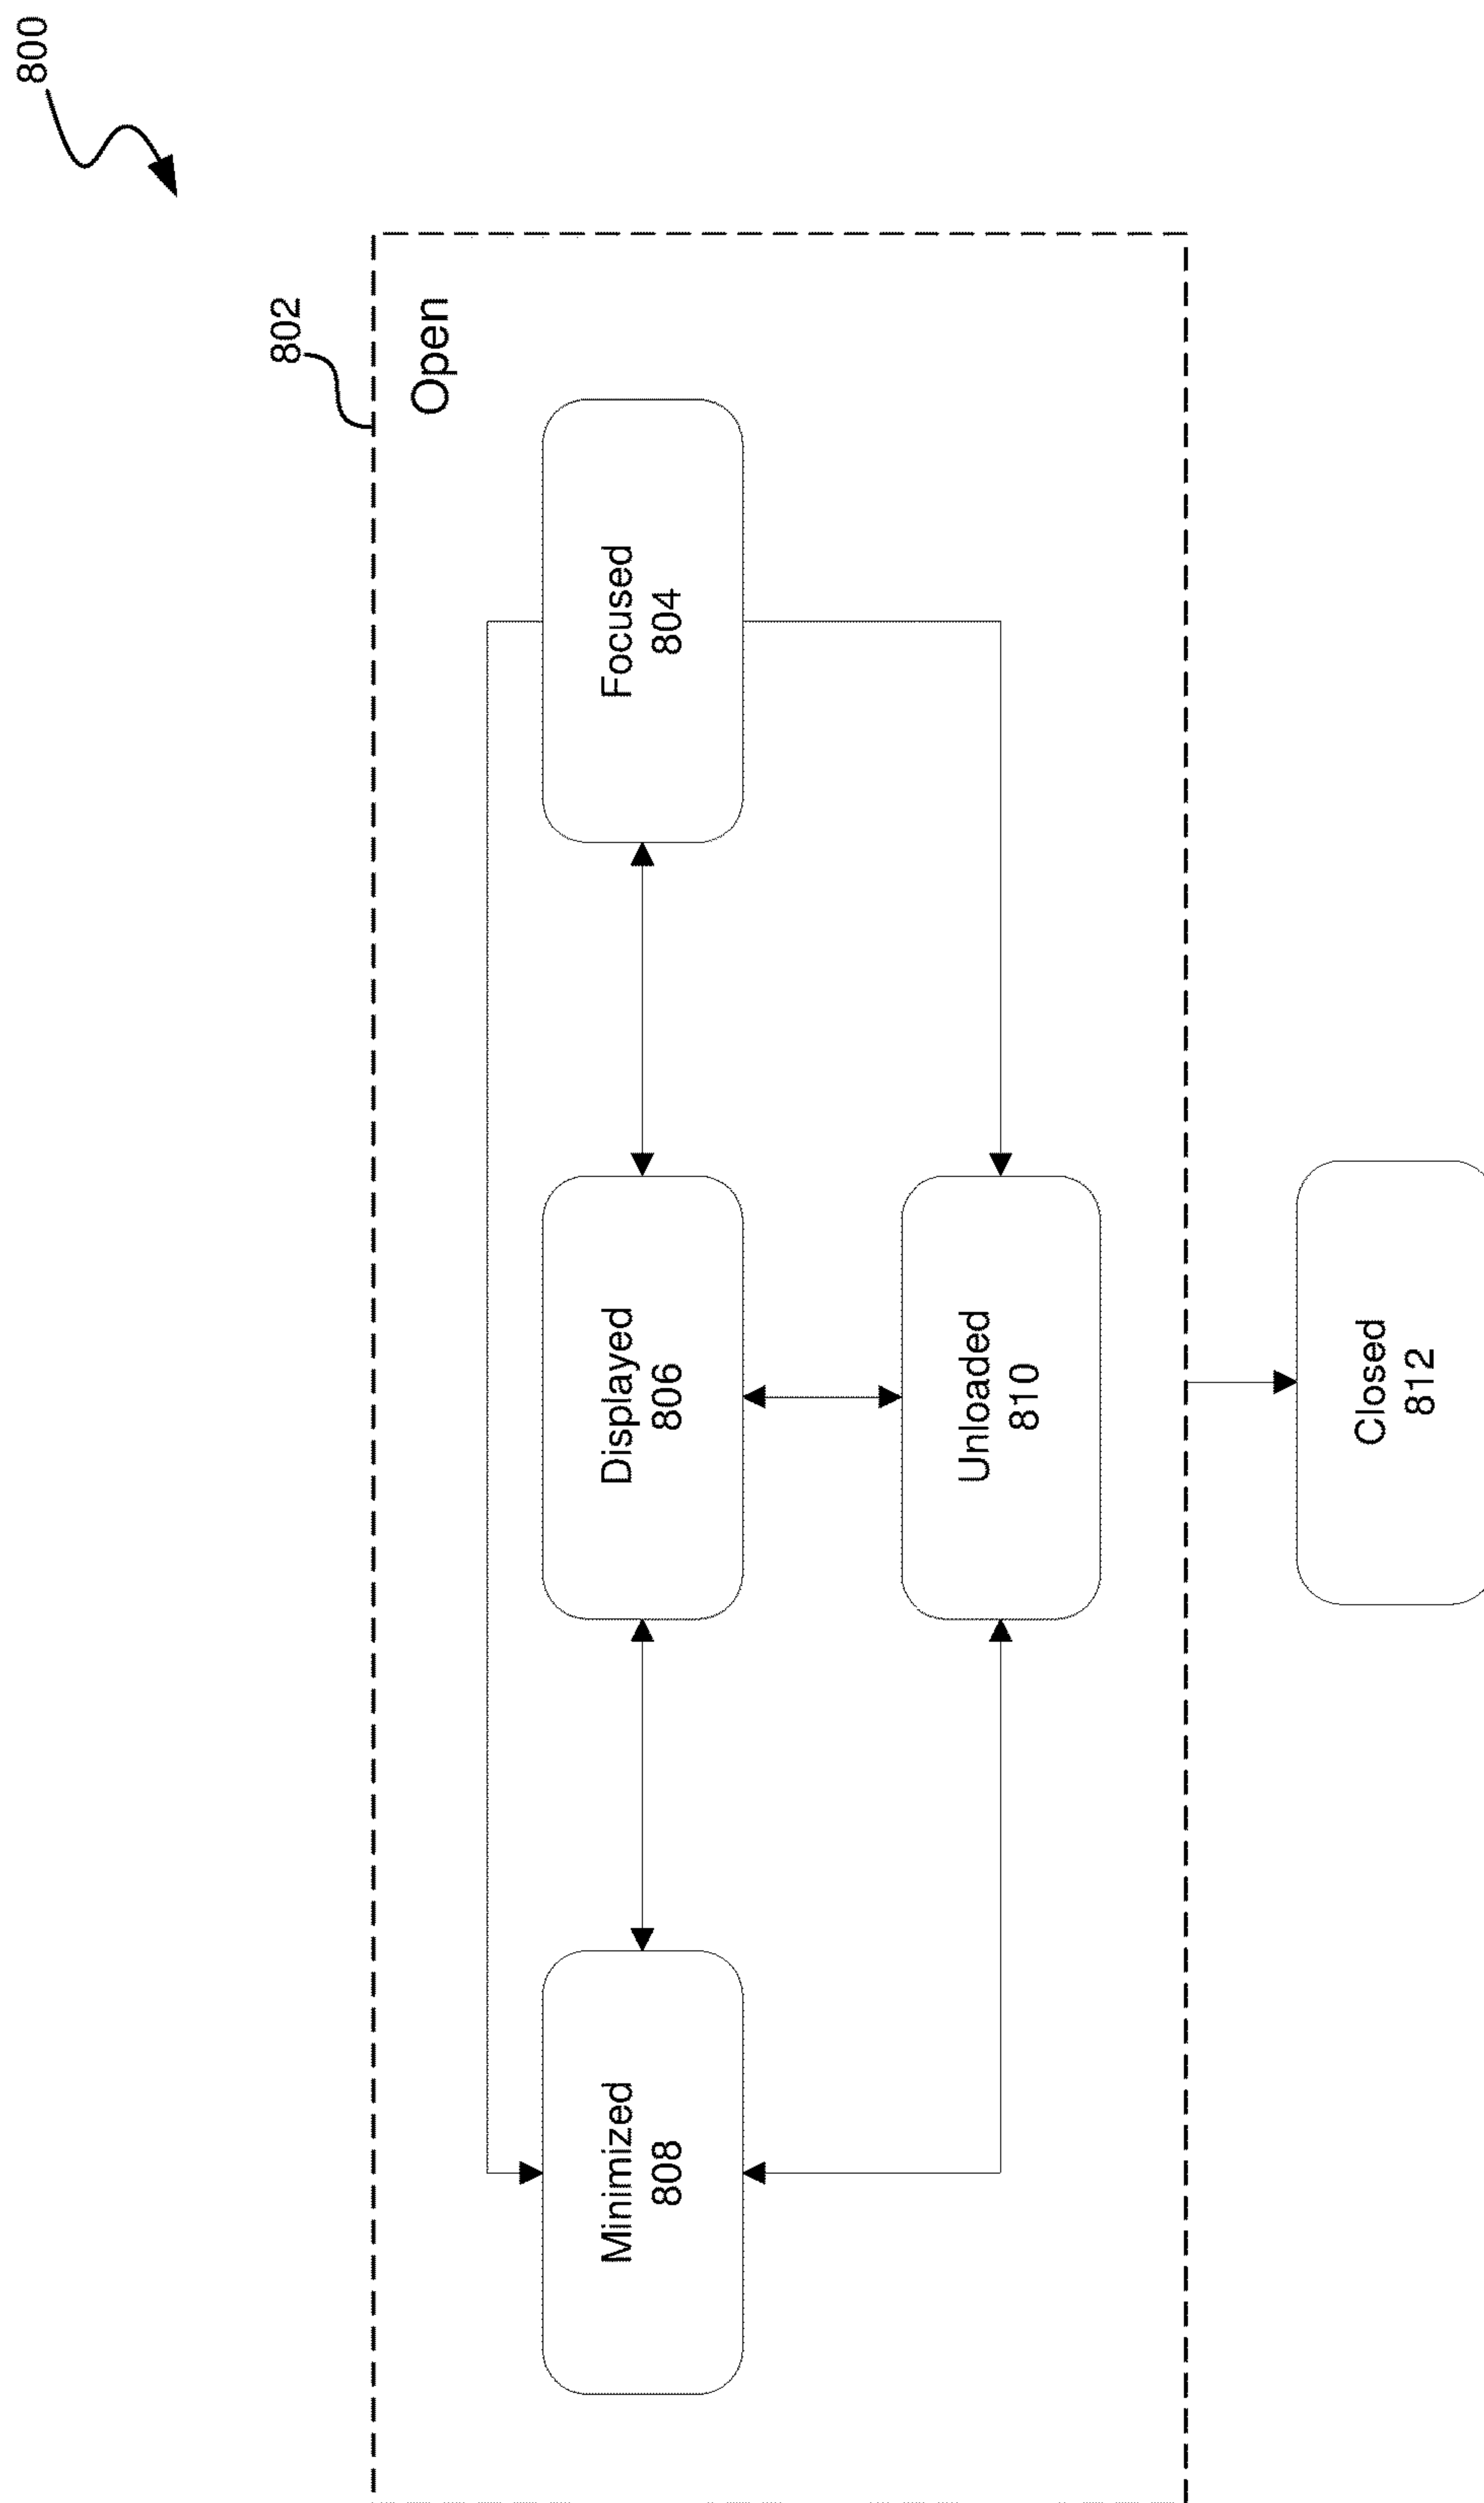 800
802
Open
Minimized
808
Displayed
806
Focused
804
Unloaded
810
Closed
812